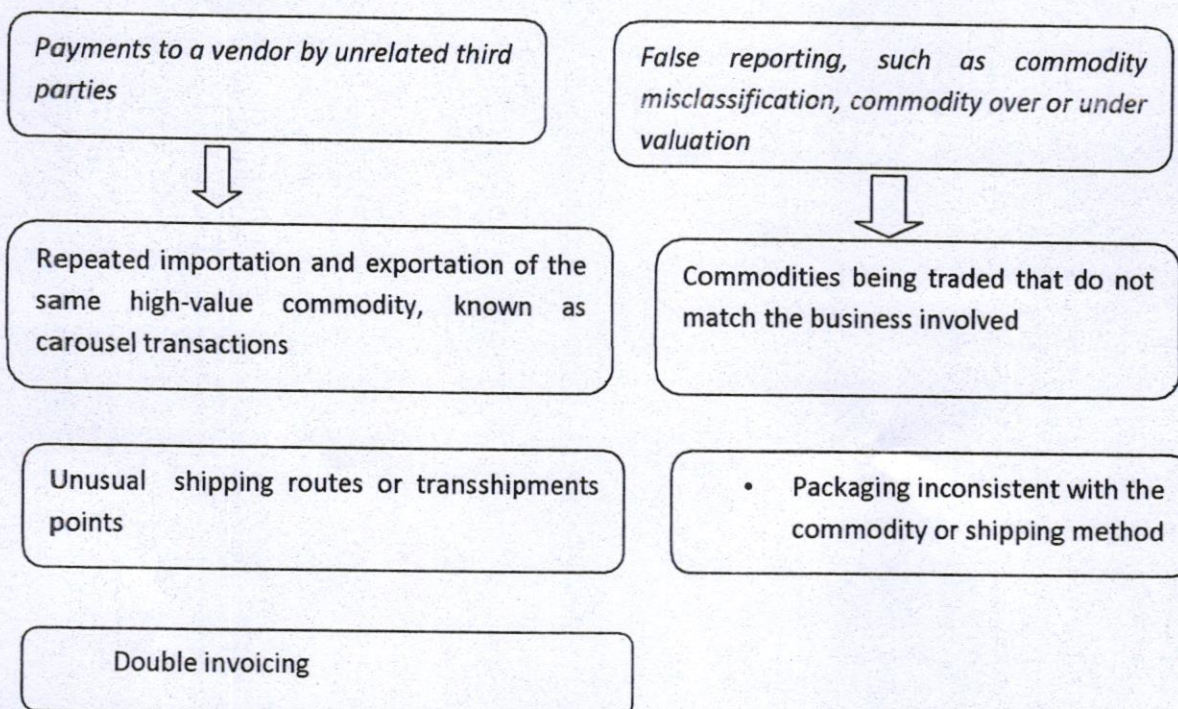 Payments to a vendor by unrelated third
parties
False reporting, such as commodity
misclassification, commodity over or under
valuation
Repeated importation and exportation of the
same high-value commodity, known as
carousel transactions
Commodities being traded that do not
match the business involved
Unusual shipping routes or transshipments
points
• Packaging inconsistent with the
commodity or shipping method
Double invoicing